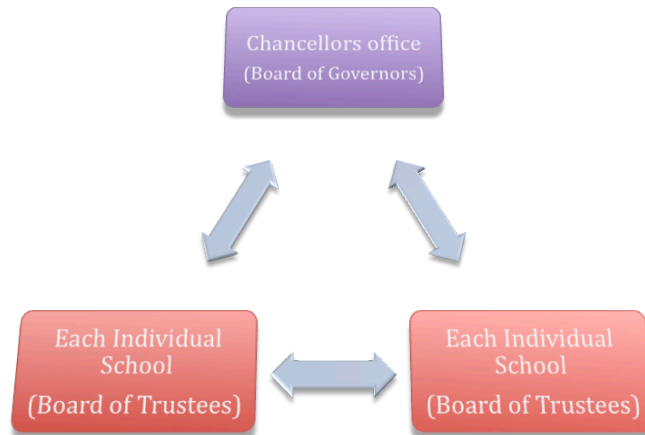 Chancellors office
(Board of Governors)
Each Individual
School
(Board of Trustees)
Each Individual
School
(Board of Trustees)